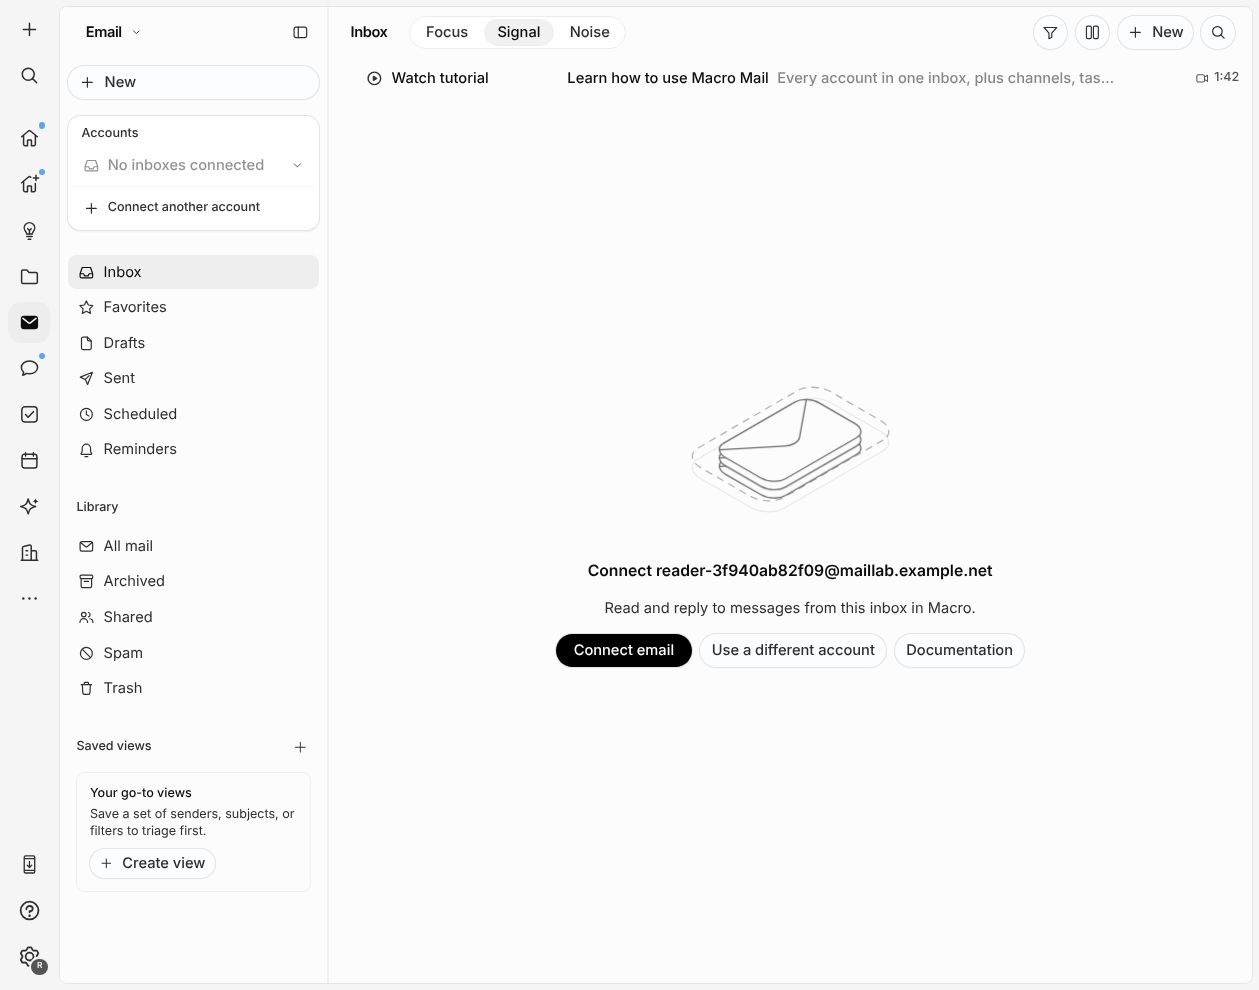 Email
New
Accounts
No inboxes connected
Connect another account
Inbox
Favorites
Drafts
Sent
Scheduled
Reminders
Library
All mail
Archived
Shared
Spam
Trash
Saved views
Your go-to views
Save a set of senders, subjects, or
filters to triage first.
Create view
R
Inbox
Focus
Signal
Noise
New
Watch tutorial
Learn how to use Macro Mail Every account in one inbox, plus channels, tas...
1:42
Connect reader-3f940ab82f09@maillab.example.net
Read and reply to messages from this inbox in Macro.
Connect email
Use a different account
Documentation